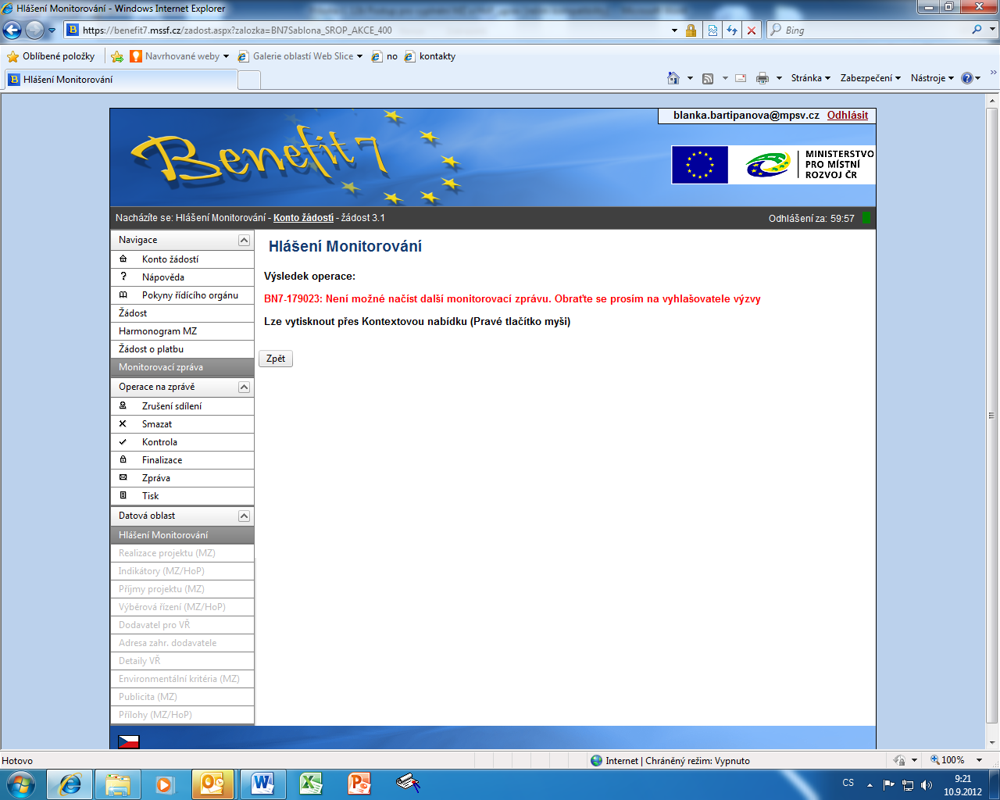 Hlášení Monitorování - Windows Internet Explorer
https://benefit7.mssf.cz/zadost.aspx?zalozka=BN7Sablona_SROP_AKCE_400
Bing
Oblíbené položky
Navrhované weby
Galerie oblastí Web Slice
no
kontakty
Hlášení Monitorování
Stránka
Zabezpečení
Nástroje
blanka.bartipanova@mpsv.cz Odhlásit
Benefit7
MINISTERSTVO
PRO MÍSTNÍ
ROZVOJ ČR
Nacházíte se: Hlášení Monitorování - Konto žádostí - žádost 3.1
Odhlášení za: 59:57
Navigace
Konto žádostí
Nápověda
Pokyny řídícího orgánu
Žádost
Harmonogram MZ
Žádost o platbu
Monitorovací zpráva
Operace na zprávě
Zrušení sdílení
Smazat
Kontrola
Finalizace
Zpráva
Tisk
Datová oblast
Hlášení Monitorování
Realizace projektu (MZ)
Indikátory (MZ/HoP)
Příjmy projektu (MZ)
Výběrová řízení (MZ/HoP)
Dodavatel pro VŘ
Adresa zahr. dodavatele
Detaily VŘ
Environmentální kritéria (MZ)
Publicita (MZ)
Přílohy (MZ/HoP)
Hlášení Monitorování
Výsledek operace:
BN7-179023: Není možné načíst další monitorovací zprávu. Obraťte se prosím na vyhlašovatele výzvy
Lze vytisknout přes Kontextovou nabídku (Pravé tlačítko myši)
Zpět
Hotovo
Internet | Chráněný režim: Vypnuto
100%
CS
9:21
10.9.2012